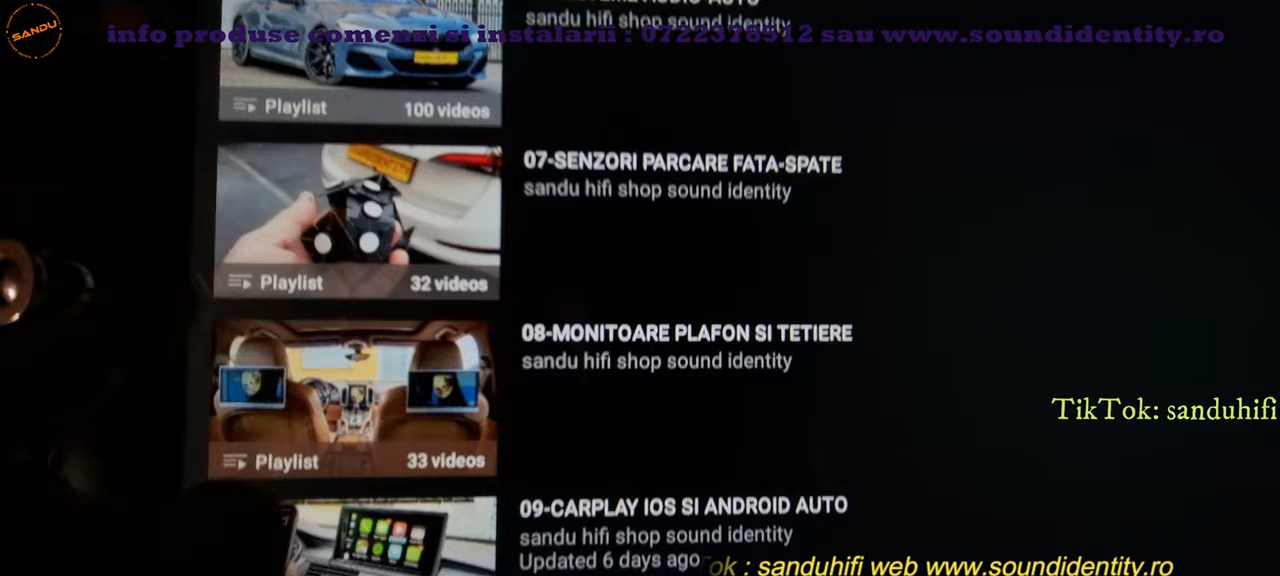 SANDU
sandu hifi shop sound identity
info produse comenzi si instalarii : 0722378512 sau www.soundidentity.ro
Playlist 100 videos
07-SENZORI PARCARE FATA-SPATE
sandu hifi shop sound identity
Playlist 32 videos
08-MONITOARE PLAFON SI TETIERE
sandu hifi shop sound identity
TikTok: sanduhifi
Playlist 33 videos
09-CARPLAY IOS SI ANDROID AUTO
sandu hifi shop sound identity
Updated 6 days ago
ok : sanduhifi web www.soundidentity.ro